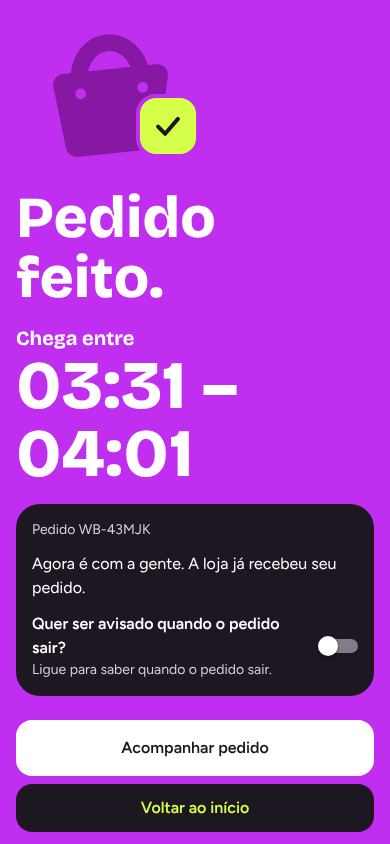 Pedido
feito.
Chega entre
03:31 –
04:01
Pedido WB-43MJK
Agora é com a gente. A loja já recebeu seu
pedido.
Quer ser avisado quando o pedido
sair?
Ligue para saber quando o pedido sair.
Acompanhar pedido
Voltar ao início